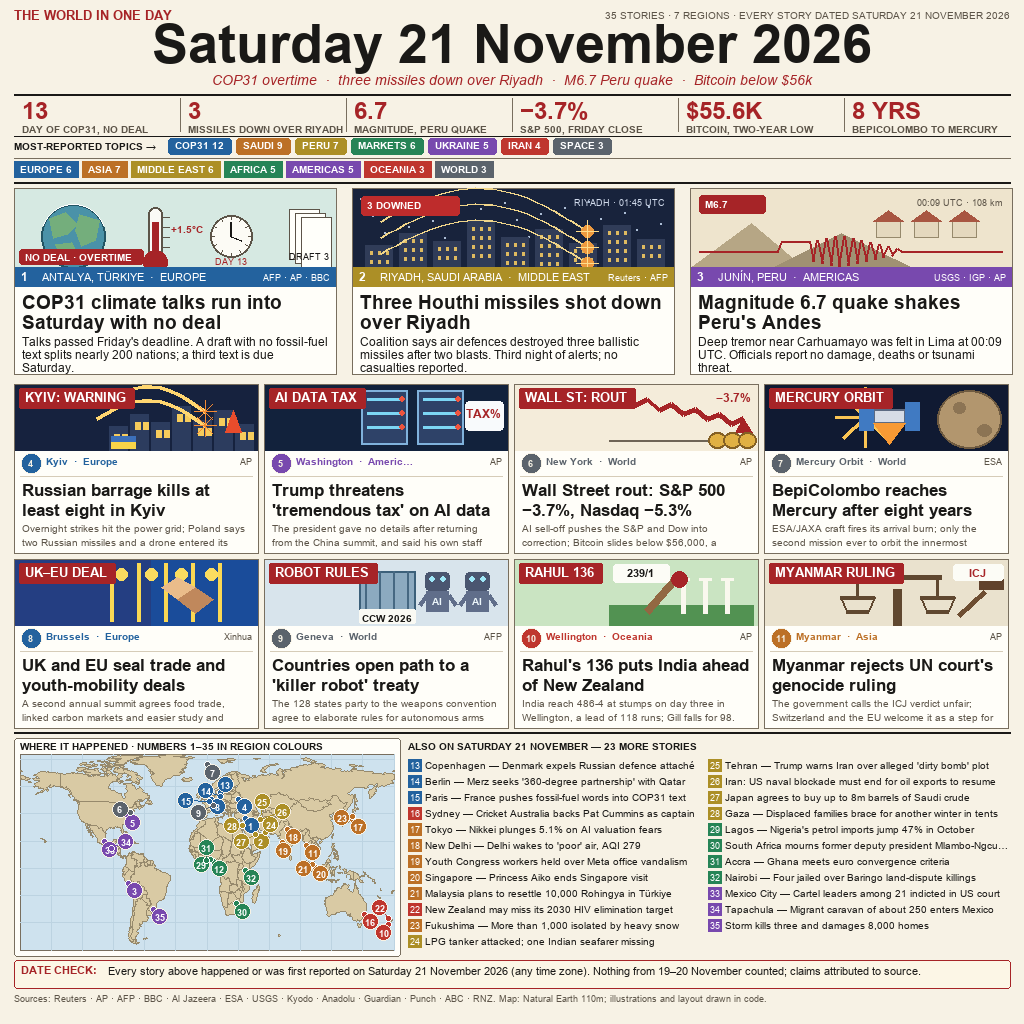 THE WORLD IN ONE DAY
35 STORIES · 7 REGIONS · EVERY STORY DATED SATURDAY 21 NOVEMBER 2026
Saturday 21 November 2026
COP31 overtime · three missiles down over Riyadh · M6.7 Peru quake · Bitcoin below $56k
13
DAY OF COP31, NO DEAL
3
MISSILES DOWN OVER RIYADH
6.7
MAGNITUDE, PERU QUAKE
−3.7%
S&P 500, FRIDAY CLOSE
$55.6K
BITCOIN, TWO-YEAR LOW
8 YRS
BEPICOLOMBO TO MERCURY
MOST-REPORTED TOPICS → COP31 12 SAUDI 9 PERU 7 MARKETS 6 UKRAINE 5 IRAN 4 SPACE 3
EUROPE 6 ASIA 7 MIDDLE EAST 6 AFRICA 5 AMERICAS 5 OCEANIA 3 WORLD 3
+1.5°C
NO DEAL · OVERTIME
DAY 13
DRAFT 3
1 ANTALYA, TÜRKIYE · EUROPE AFP · AP · BBC
COP31 climate talks run into
Saturday with no deal
Talks passed Friday's deadline. A draft with no fossil-fuel
text splits nearly 200 nations; a third text is due
Saturday.
3 DOWNED
RIYADH · 01:45 UTC
2 RIYADH, SAUDI ARABIA · MIDDLE EAST Reuters · AFP
Three Houthi missiles shot down
over Riyadh
Coalition says air defences destroyed three ballistic
missiles after two blasts. Third night of alerts; no
casualties reported.
M6.7
00:09 UTC · 108 km
3 JUNÍN, PERU · AMERICAS USGS · IGP · AP
Magnitude 6.7 quake shakes
Peru's Andes
Deep tremor near Carhuamayo was felt in Lima at 00:09
UTC. Officials report no damage, deaths or tsunami
threat.
KYIV: WARNING
4 Kyiv · Europe AP
Russian barrage kills at
least eight in Kyiv
Overnight strikes hit the power grid; Poland says
two Russian missiles and a drone entered its
AI DATA TAX
TAX%
5 Washington · Americ... AP
Trump threatens
'tremendous tax' on AI data
The president gave no details after returning
from the China summit, and said his own staff
WALL ST: ROUT
−3.7%
6 New York · World AP
Wall Street rout: S&P 500
−3.7%, Nasdaq −5.3%
AI sell-off pushes the S&P and Dow into
correction; Bitcoin slides below $56,000, a
MERCURY ORBIT
7 Mercury Orbit · World ESA
BepiColombo reaches
Mercury after eight years
ESA/JAXA craft fires its arrival burn; only the
second mission ever to orbit the innermost
UK–EU DEAL
8 Brussels · Europe Xinhua
UK and EU seal trade and
youth-mobility deals
A second annual summit agrees food trade,
linked carbon markets and easier study and
ROBOT RULES
AI
AI
CCW 2026
9 Geneva · World AFP
Countries open path to a
'killer robot' treaty
The 128 states party to the weapons convention
agree to elaborate rules for autonomous arms
RAHUL 136
239/1
10 Wellington · Oceania AP
Rahul's 136 puts India ahead
of New Zealand
India reach 486-4 at stumps on day three in
Wellington, a lead of 118 runs; Gill falls for 98.
MYANMAR RULING
ICJ
11 Myanmar · Asia AP
Myanmar rejects UN court's
genocide ruling
The government calls the ICJ verdict unfair;
Switzerland and the EU welcome it as a step for
WHERE IT HAPPENED · NUMBERS 1–35 IN REGION COLOURS
7
14
13
15
8
4
25
6
9
5
28
1
24
26
27
2
23
17
34
31
19
18
11
29
12
32
21
20
3
35
30
22
16
10
ALSO ON SATURDAY 21 NOVEMBER — 23 MORE STORIES
13 Copenhagen — Denmark expels Russian defence attaché
14 Berlin — Merz seeks '360-degree partnership' with Qatar
15 Paris — France pushes fossil-fuel words into COP31 text
16 Sydney — Cricket Australia backs Pat Cummins as captain
17 Tokyo — Nikkei plunges 5.1% on AI valuation fears
18 New Delhi — Delhi wakes to 'poor' air, AQI 279
19 Youth Congress workers held over Meta office vandalism
20 Singapore — Princess Aiko ends Singapore visit
21 Malaysia plans to resettle 10,000 Rohingya in Türkiye
22 New Zealand may miss its 2030 HIV elimination target
23 Fukushima — More than 1,000 isolated by heavy snow
24 LPG tanker attacked; one Indian seafarer missing
25 Tehran — Trump warns Iran over alleged 'dirty bomb' plot
26 Iran: US naval blockade must end for oil exports to resume
27 Japan agrees to buy up to 8m barrels of Saudi crude
28 Gaza — Displaced families brace for another winter in tents
29 Lagos — Nigeria's petrol imports jump 47% in October
30 South Africa mourns former deputy president Mlambo-Ngcu...
31 Accra — Ghana meets euro convergence criteria
32 Nairobi — Four jailed over Baringo land-dispute killings
33 Mexico City — Cartel leaders among 21 indicted in US court
34 Tapachula — Migrant caravan of about 250 enters Mexico
35 Storm kills three and damages 8,000 homes
DATE CHECK: Every story above happened or was first reported on Saturday 21 November 2026 (any time zone). Nothing from 19–20 November counted; claims attributed to source.
Sources: Reuters · AP · AFP · BBC · Al Jazeera · ESA · USGS · Kyodo · Anadolu · Guardian · Punch · ABC · RNZ. Map: Natural Earth 110m; illustrations and layout drawn in code.